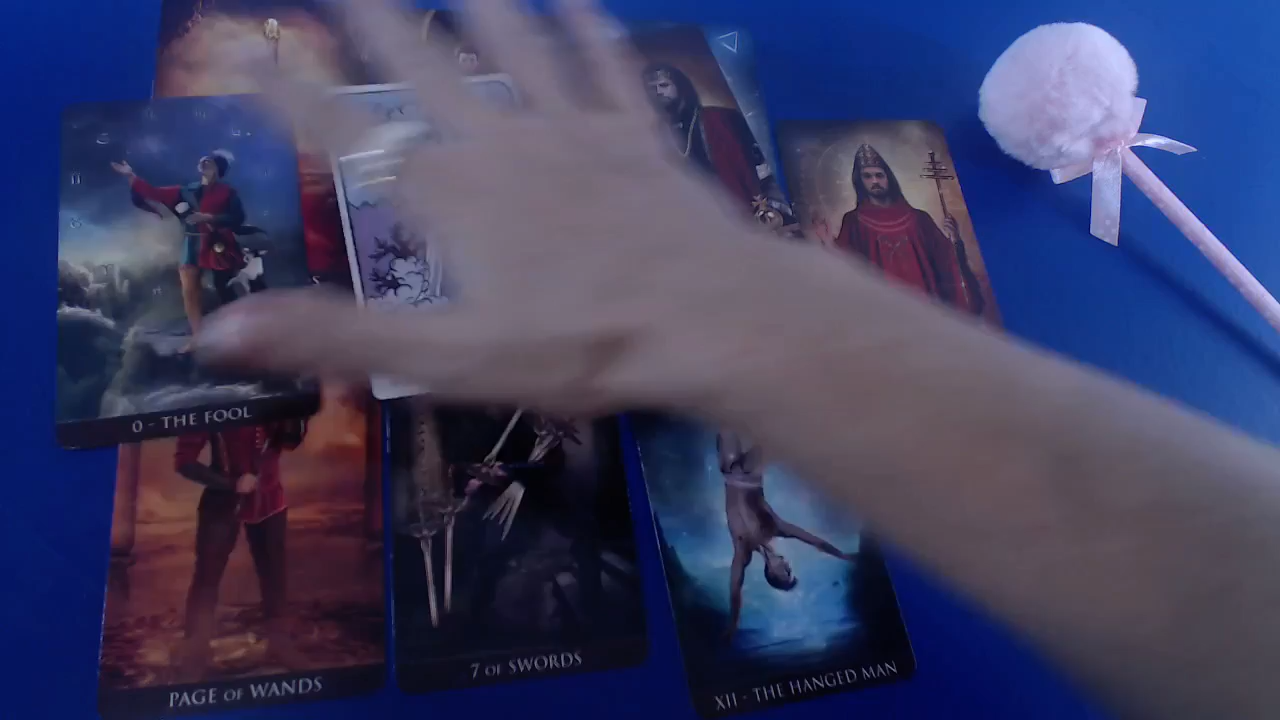 0 - THE FOOL
PAGE OF WANDS
7 OF SWORDS
XII - THE HANGED MAN